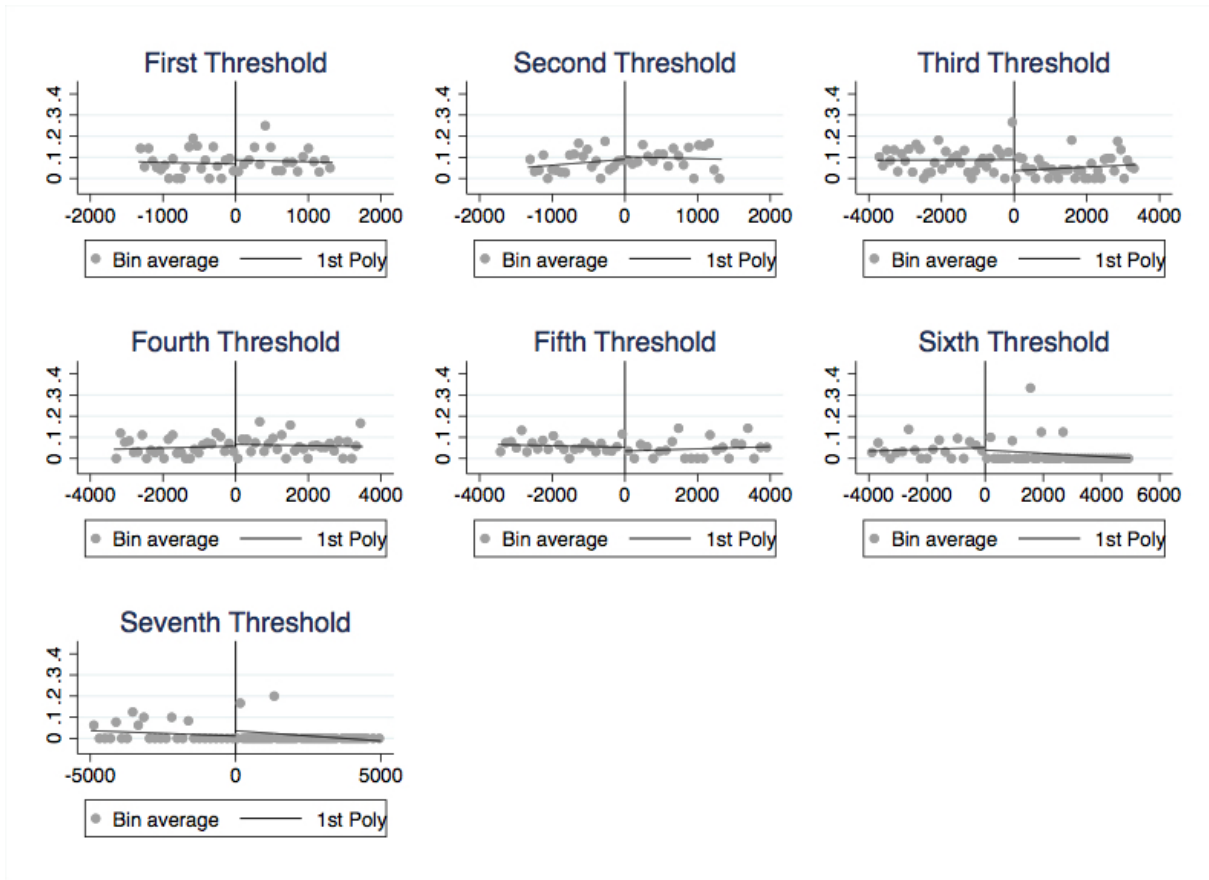 First Threshold
Second Threshold
Third Threshold
0 .1 .2 .3 .4
0 .1 .2 .3 .4
0 .1 .2 .3 .4
-2000 -1000 0 1000 2000
-2000 -1000 0 1000 2000
-4000 -2000 0 2000 4000
Bin average 1st Poly
Bin average 1st Poly
Bin average 1st Poly
Fourth Threshold
Fifth Threshold
Sixth Threshold
0 .1 .2 .3 .4
0 .1 .2 .3 .4
0 .1 .2 .3 .4
-4000 -2000 0 2000 4000
-4000 -2000 0 2000 4000
-4000 -2000 0 2000 4000 6000
Bin average 1st Poly
Bin average 1st Poly
Bin average 1st Poly
Seventh Threshold
0 .1 .2 .3 .4
-5000 0 5000
Bin average 1st Poly